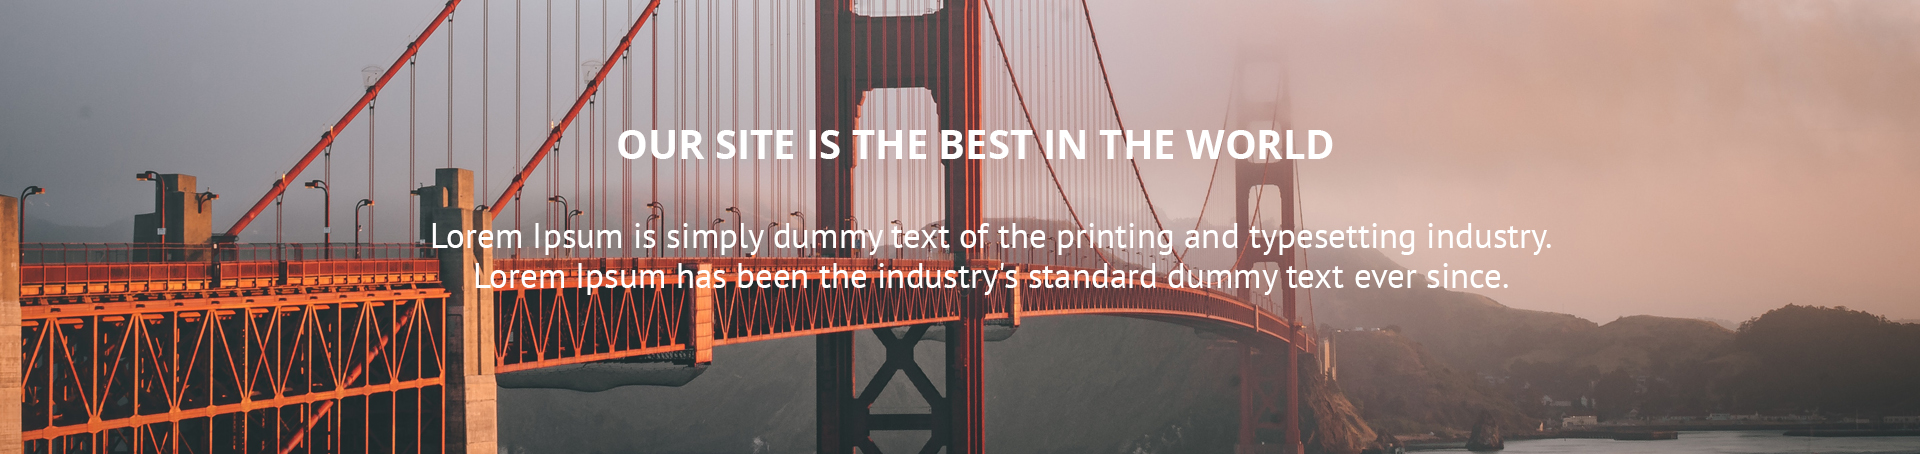 OUR SITE IS THE BEST IN THE WORLD
Lorem Ipsum is simply dummy text of the printing and typesetting industry.
Lorem Ipsum has been the industry's standard dummy text ever since.